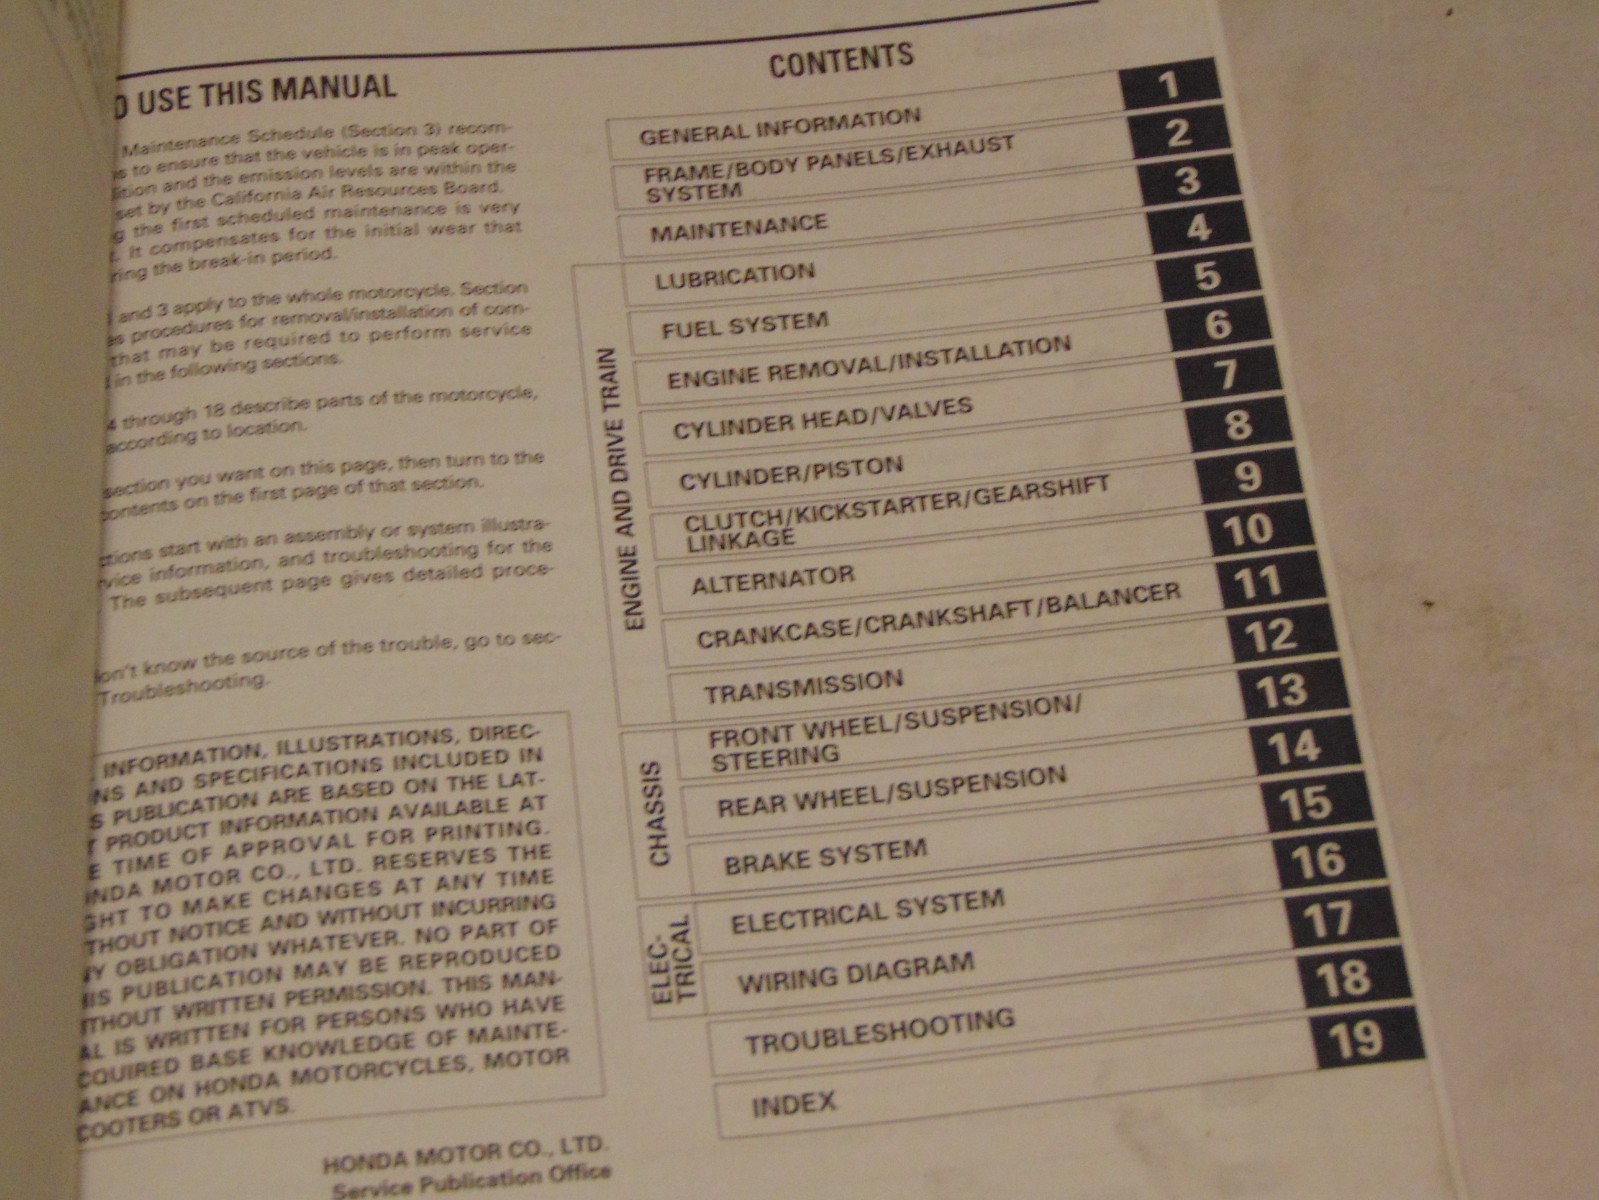 USE THIS MANUAL
Maintenance Schedule (Section 3) recom-
to ensure that the vehicle is in peak oper-
and the emission levels are within the
set by the California Air Resources Board.
the first scheduled maintenance is very
It compensates for the initial wear that
the break-in period.
and 3 apply to the whole motorcycle. Section
procedures for removal/installation of com-
that may be required to perform service
in the following sections.
4 through 18 describe parts of the motorcycle,
according to location.
section you want on this page, then turn to the
contents on the first page of that section.
start with an assembly or system illustra-
information, and troubleshooting for the
The subsequent page gives detailed proce-
know the source of the trouble, go to sec-
Troubleshooting.
INFORMATION, ILLUSTRATIONS, DIREC-
NS AND SPECIFICATIONS INCLUDED IN
S PUBLICATION ARE BASED ON THE LAT-
T PRODUCT INFORMATION AVAILABLE AT
E TIME OF APPROVAL FOR PRINTING.
NDA MOTOR CO., LTD. RESERVES THE
GHT TO MAKE CHANGES AT ANY TIME
THOUT NOTICE AND WITHOUT INCURRING
NY OBLIGATION WHATEVER. NO PART OF
IS PUBLICATION MAY BE REPRODUCED
THOUT WRITTEN PERMISSION. THIS MAN-
AL IS WRITTEN FOR PERSONS WHO HAVE
CQUIRED BASE KNOWLEDGE OF MAINTE-
ANCE ON HONDA MOTORCYCLES, MOTOR
COOTERS OR ATVS.
HONDA MOTOR CO., LTD.
Service Publication Office
CONTENTS
GENERAL INFORMATION 1
FRAME/BODY PANELS/EXHAUST 2
SYSTEM
MAINTENANCE 3
ENGINE AND DRIVE TRAIN
LUBRICATION 4
FUEL SYSTEM 5
ENGINE REMOVAL/INSTALLATION 6
CYLINDER HEAD/VALVES 7
CYLINDER/PISTON 8
CLUTCH/KICKSTARTER/GEARSHIFT 9
LINKAGE
ALTERNATOR 10
CRANKCASE/CRANKSHAFT/BALANCER 11
TRANSMISSION 12
CHASSIS
FRONT WHEEL/SUSPENSION/ 13
STEERING
REAR WHEEL/SUSPENSION 14
BRAKE SYSTEM 15
ELEC-
TRICAL
ELECTRICAL SYSTEM 16
WIRING DIAGRAM 17
TROUBLESHOOTING 18
INDEX 19